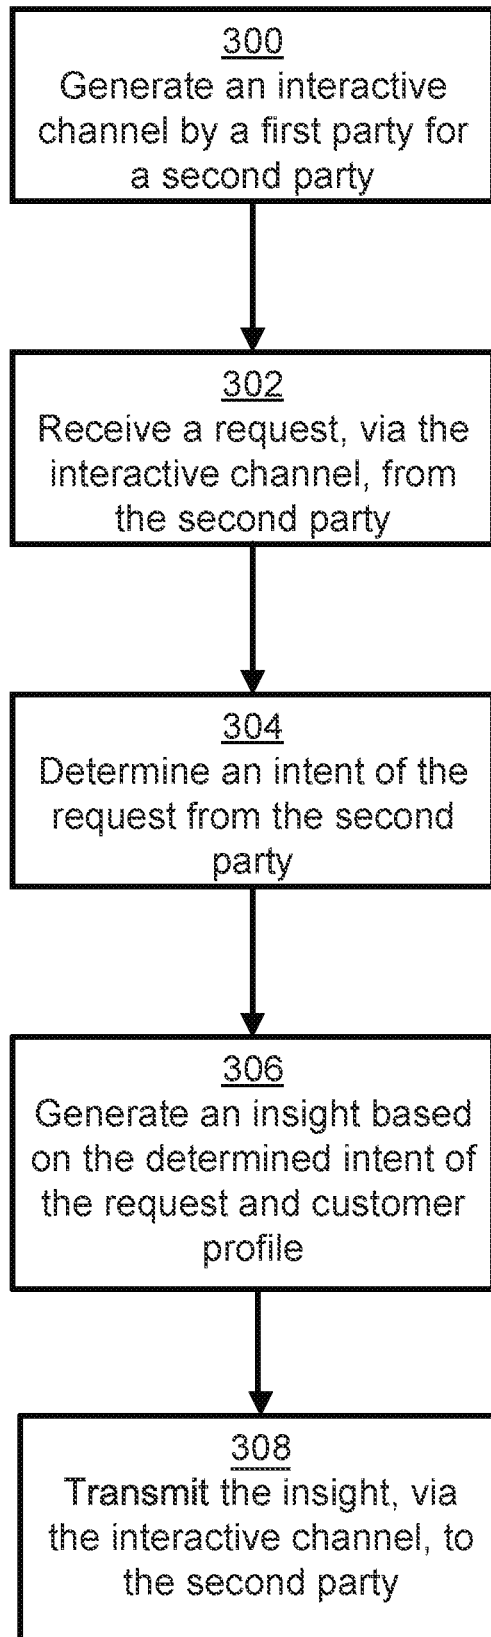 300
Generate an interactive
channel by a first party for
a second party
302
Receive a request, via the
interactive channel, from
the second party
304
Determine an intent of the
request from the second
party
306
Generate an insight based
on the determined intent of
the request and customer
profile
308
Transmit the insight, via
the interactive channel, to
the second party